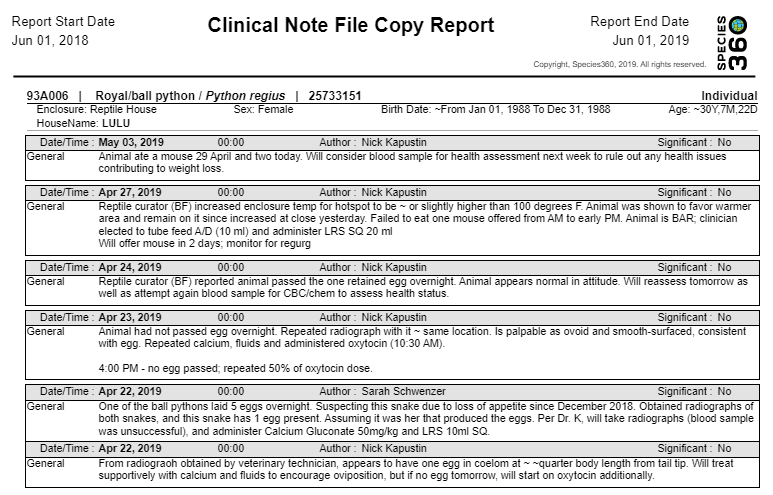 Report Start Date
Jun 01, 2018
Clinical Note File Copy Report
Report End Date
Jun 01, 2019
SPECIES
360
Copyright, Species360, 2019. All rights reserved.
93A006 | Royal/ball python / Python regius | 25733151 Individual
Enclosure: Reptile House Sex: Female Birth Date: ~From Jan 01, 1988 To Dec 31, 1988 Age: ~30Y,7M,22D
HouseName: LULU
Date/Time : May 03, 2019 00:00 Author : Nick Kapustin Significant : No
General Animal ate a mouse 29 April and two today. Will consider blood sample for health assessment next week to rule out any health issues
contributing to weight loss.
Date/Time : Apr 27, 2019 00:00 Author : Nick Kapustin Significant : No
General Reptile curator (BF) increased enclosure temp for hotspot to be ~ or slightly higher than 100 degrees F. Animal was shown to favor warmer
area and remain on it since increased at close yesterday. Failed to eat one mouse offered from AM to early PM. Animal is BAR; clinician
elected to tube feed A/D (10 ml) and administer LRS SQ 20 ml
Will offer mouse in 2 days; monitor for regurg
Date/Time : Apr 24, 2019 00:00 Author : Nick Kapustin Significant : No
General Reptile curator (BF) reported animal passed the one retained egg overnight. Animal appears normal in attitude. Will reassess tomorrow as
well as attempt again blood sample for CBC/chem to assess health status.
Date/Time : Apr 23, 2019 00:00 Author : Nick Kapustin Significant : No
General Animal had not passed egg overnight. Repeated radiograph with it ~ same location. Is palpable as ovoid and smooth-surfaced, consistent
with egg. Repeated calcium, fluids and administered oxytocin (10:30 AM).
4:00 PM - no egg passed; repeated 50% of oxytocin dose.
Date/Time : Apr 22, 2019 00:00 Author : Sarah Schwenzer Significant : No
General One of the ball pythons laid 5 eggs overnight. Suspecting this snake due to loss of appetite since December 2018. Obtained radiographs of
both snakes, and this snake has 1 egg present. Assuming it was her that produced the eggs. Per Dr. K, will take radiographs (blood sample
was unsuccessful), and administer Calcium Gluconate 50mg/kg and LRS 10ml SQ.
Date/Time : Apr 22, 2019 00:00 Author : Nick Kapustin Significant : No
General From radiograoh obtained by veterinary technician, appears to have one egg in coelom at ~ ~quarter body length from tail tip. Will treat
supportively with calcium and fluids to encourage oviposition, but if no egg tomorrow, will start on oxytocin additionally.